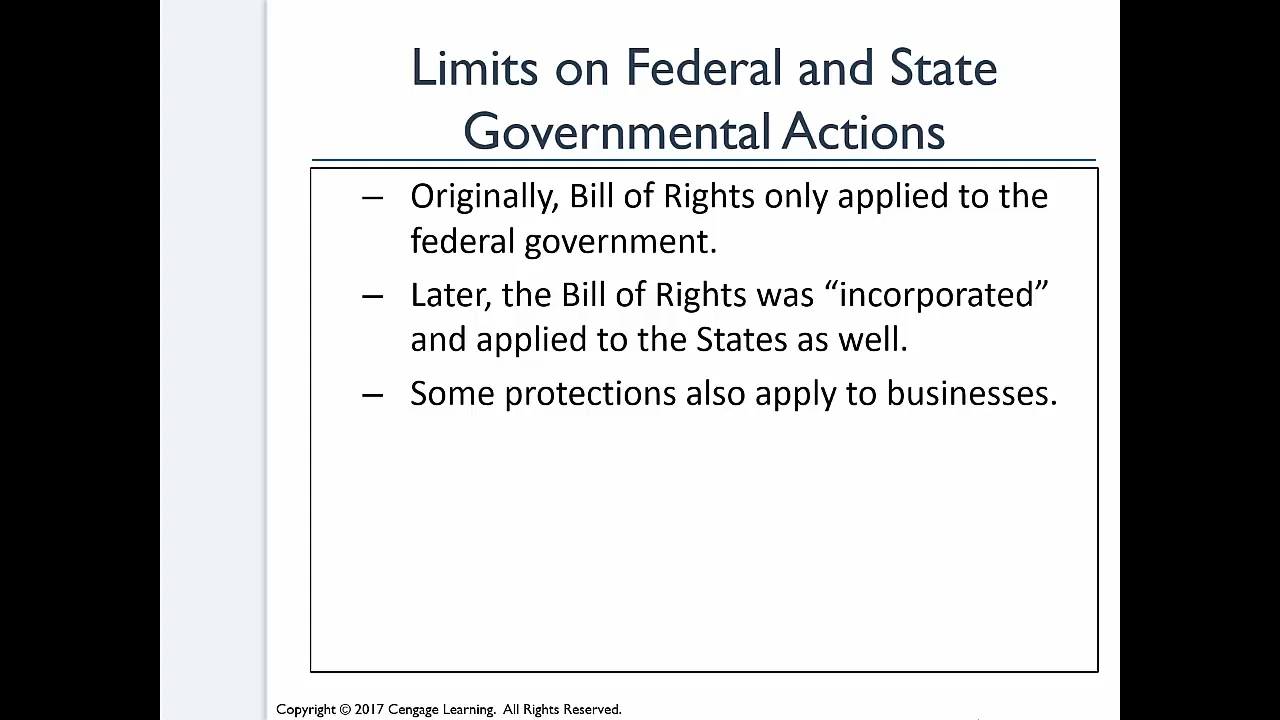 Limits on Federal and State
Governmental Actions
– Originally, Bill of Rights only applied to the
federal government.
– Later, the Bill of Rights was “incorporated”
and applied to the States as well.
– Some protections also apply to businesses.
Copyright © 2017 Cengage Learning. All Rights Reserved.